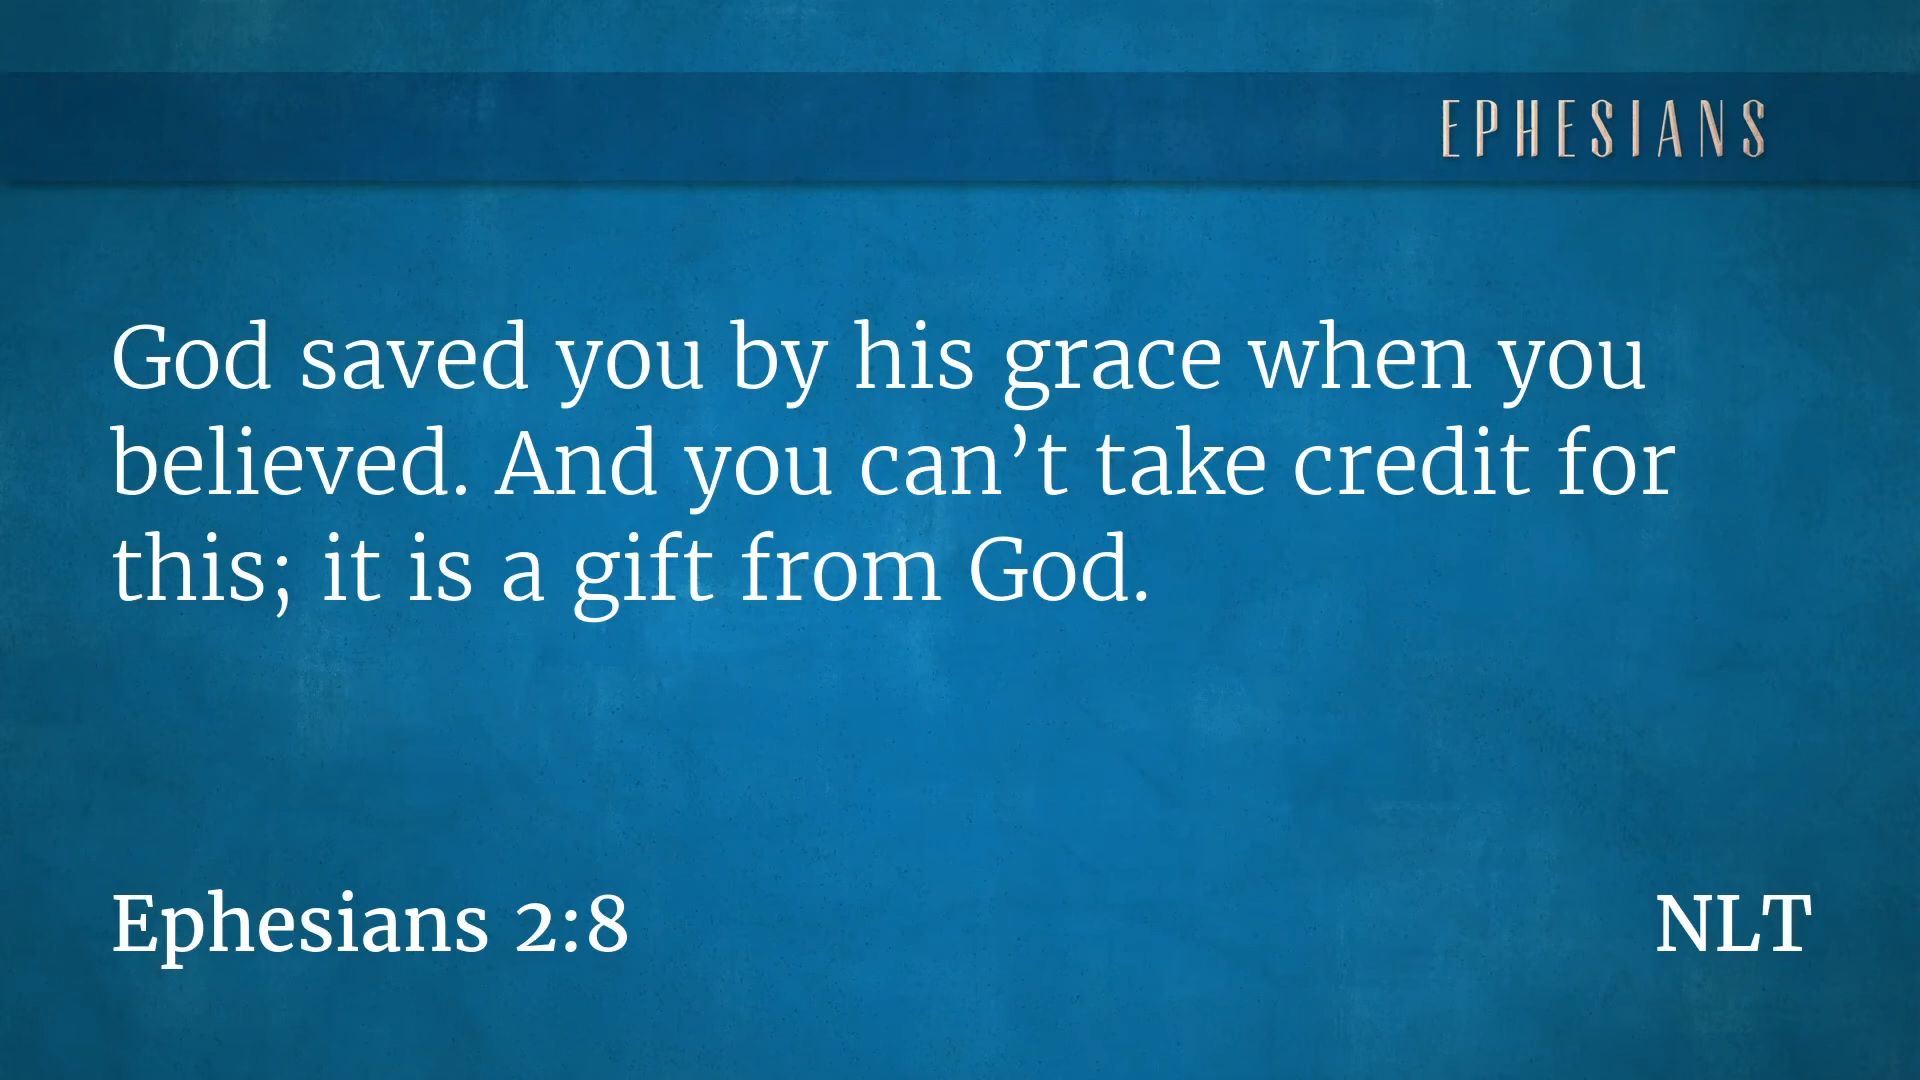 EPHESIANS
God saved you by his grace when you
believed. And you can’t take credit for
this; it is a gift from God.
Ephesians 2:8
NLT